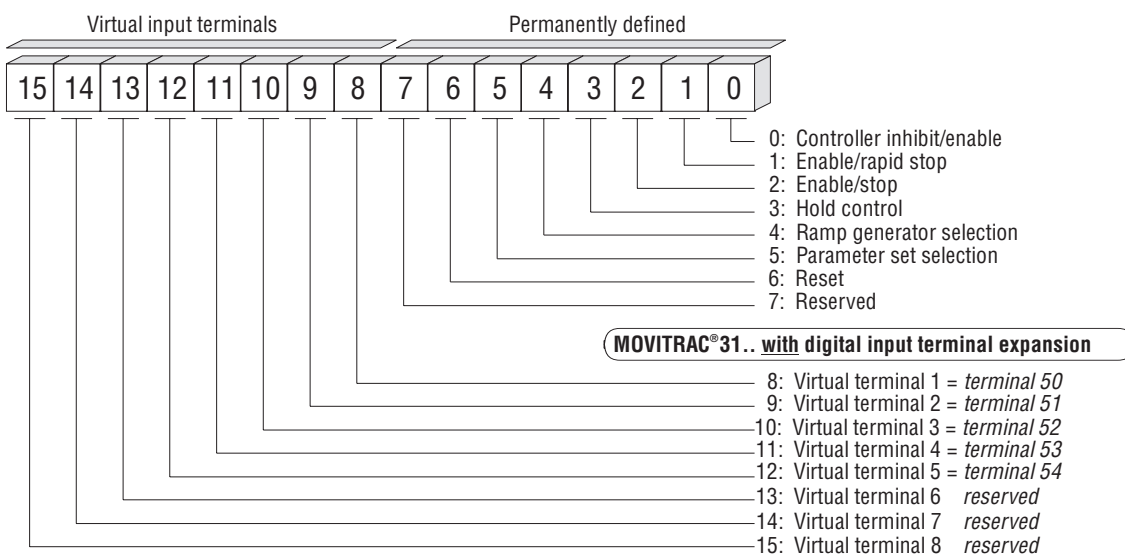 Virtual input terminals Permanently defined
15 14 13 12 11 10 9 8 7 6 5 4 3 2 1 0
0: Controller inhibit/enable
1: Enable/rapid stop
2: Enable/stop
3: Hold control
4: Ramp generator selection
5: Parameter set selection
6: Reset
7: Reserved
MOVITRAC®31.. with digital input terminal expansion
8: Virtual terminal 1 = terminal 50
9: Virtual terminal 2 = terminal 51
10: Virtual terminal 3 = terminal 52
11: Virtual terminal 4 = terminal 53
12: Virtual terminal 5 = terminal 54
13: Virtual terminal 6 reserved
14: Virtual terminal 7 reserved
15: Virtual terminal 8 reserved